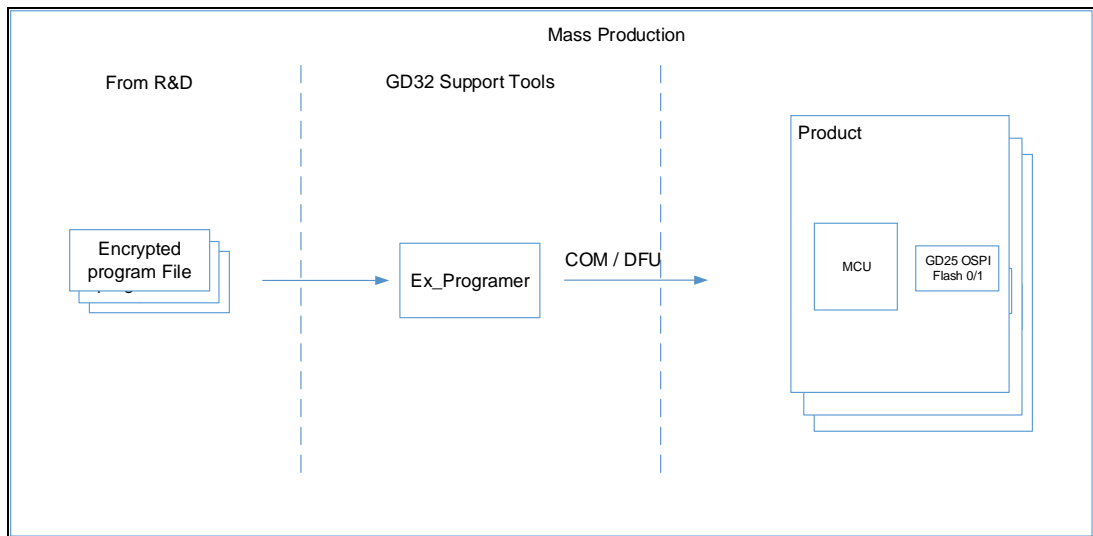 Mass Production
From R&D
GD32 Support Tools
Product
Encrypted
program File
Ex_Programer
COM / DFU
MCU
GD25 OSPI
Flash 0/1